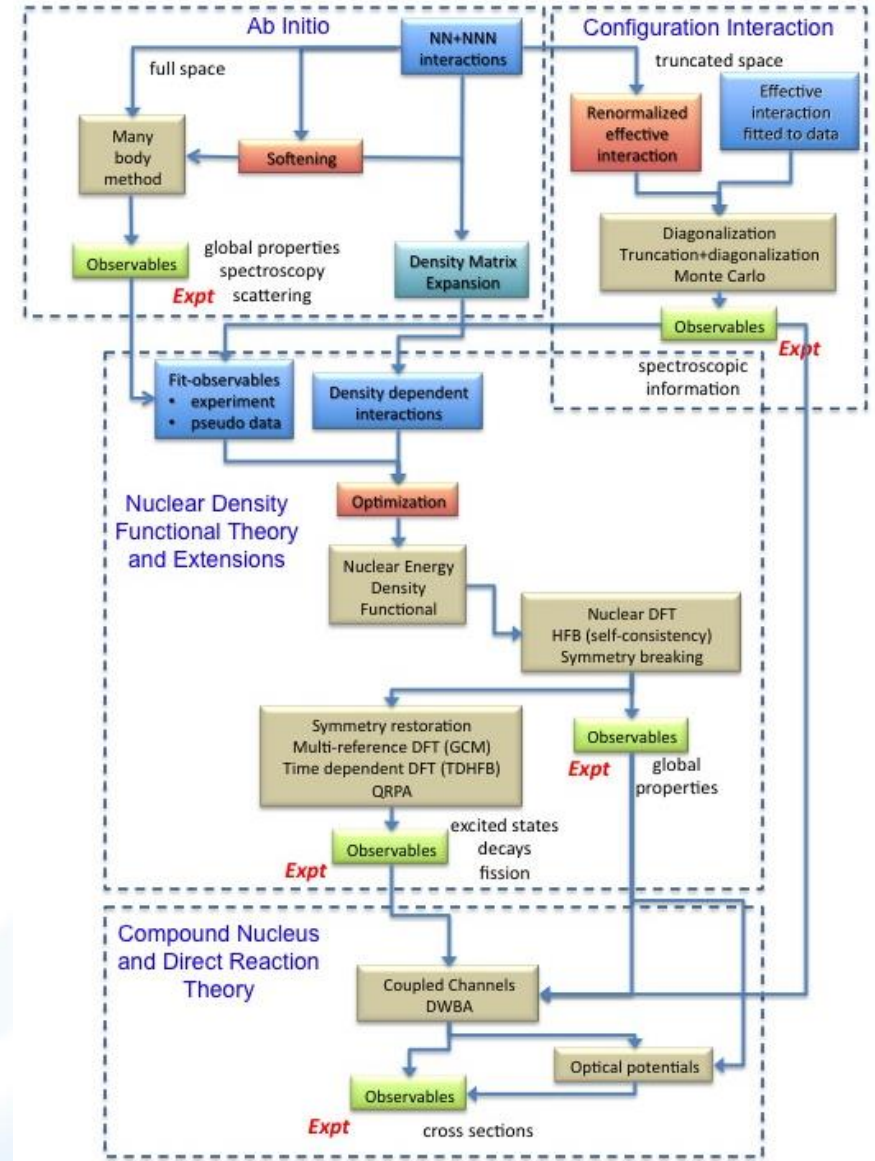 Ab Initio
NN+NNN
interactions
full space
Many
body
method
Softening
Observables
Expt
global properties
spectroscopy
scattering
Density Matrix
Expansion
Configuration Interaction
truncated space
Renormalized
effective
interaction
Effective
interaction
fitted to data
Diagonalization
Truncation+diagonalization
Monte Carlo
Observables
Expt
spectroscopic
information
Fit-observables
• experiment
• pseudo data
Density dependent
interactions
Nuclear Density
Functional Theory
and Extensions
Optimization
Nuclear Energy
Density
Functional
Nuclear DFT
HFB (self-consistency)
Symmetry breaking
Symmetry restoration
Multi-reference DFT (GCM)
Time dependent DFT (TDHFB)
QRPA
Observables
Expt
global
properties
Observables
Expt
excited states
decays
fission
Compound Nucleus
and Direct Reaction
Theory
Coupled Channels
DWBA
Optical potentials
Observables
Expt
cross sections